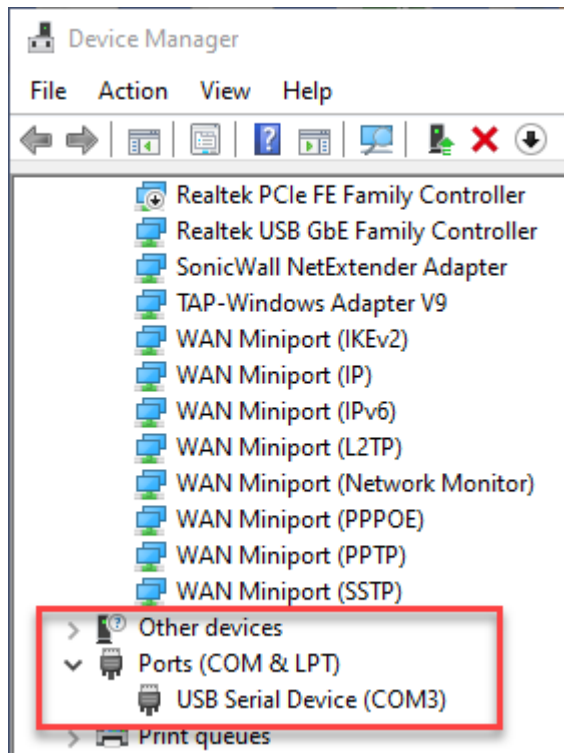 Device Manager
File Action View Help
Realtek PCIe FE Family Controller
Realtek USB GbE Family Controller
SonicWall NetExtender Adapter
TAP-Windows Adapter V9
WAN Miniport (IKEv2)
WAN Miniport (IP)
WAN Miniport (IPv6)
WAN Miniport (L2TP)
WAN Miniport (Network Monitor)
WAN Miniport (PPPOE)
WAN Miniport (PPTP)
WAN Miniport (SSTP)
Other devices
Ports (COM & LPT)
USB Serial Device (COM3)
Print queues